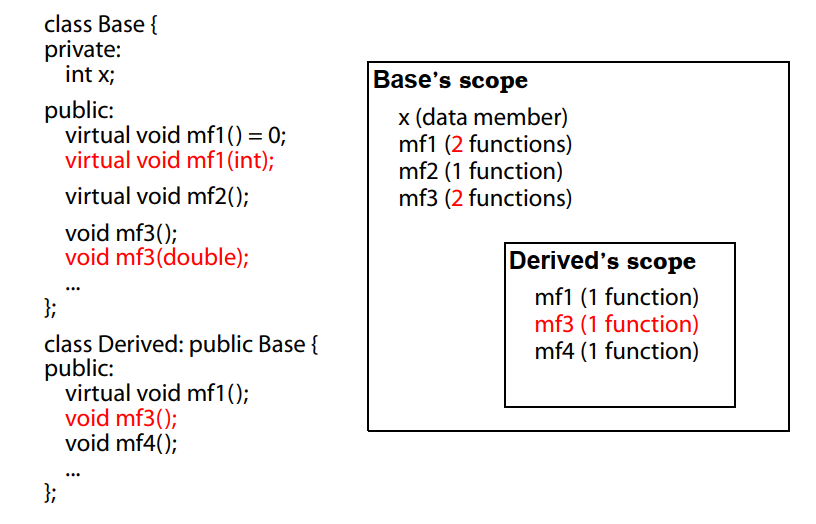 class Base {
private:
int x;
public:
virtual void mf1() = 0;
virtual void mf1(int);
virtual void mf2();
void mf3();
void mf3(double);
...
};
class Derived: public Base {
public:
virtual void mf1();
void mf3();
void mf4();
...
};
Base's scope
x (data member)
mf1 (2 functions)
mf2 (1 function)
mf3 (2 functions)
Derived's scope
mf1 (1 function)
mf3 (1 function)
mf4 (1 function)